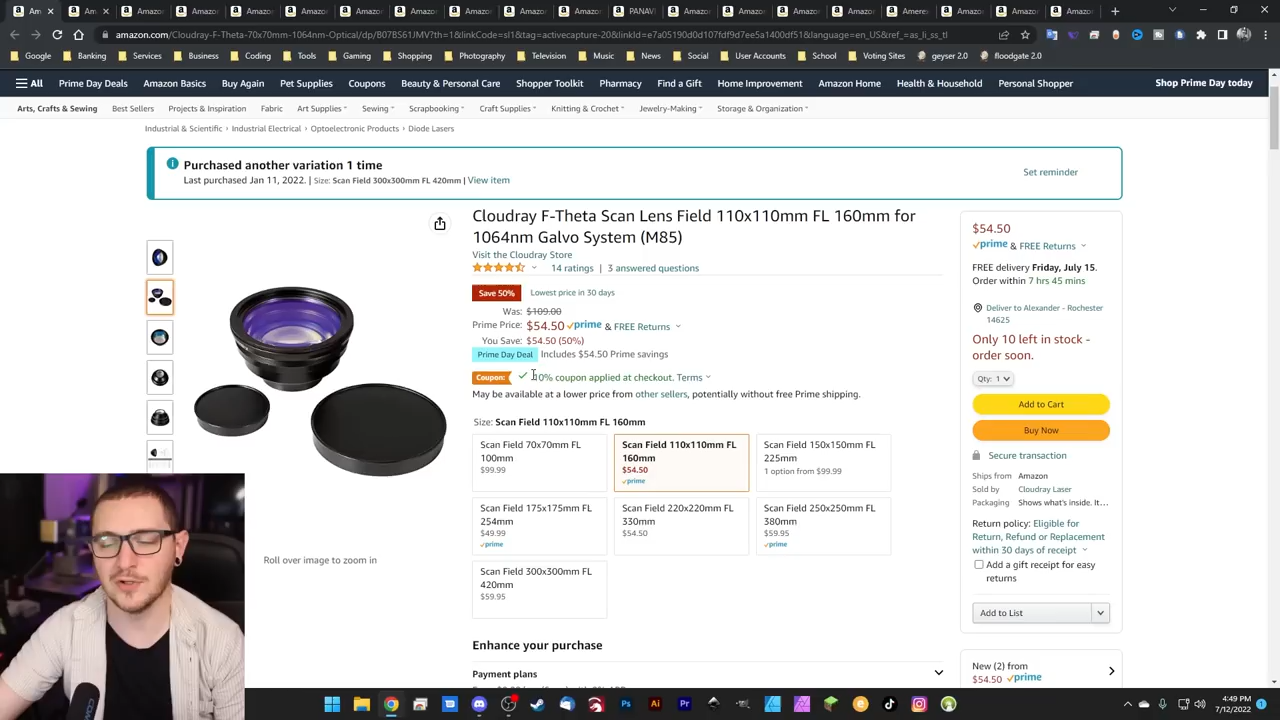 An
Amazon
Amazon
Amazon
Amazon
Amazon
PANAV
Amazon
Amazon
Amazon
Ameri
Amazon
amazon.com/Cloudray-F-Theta-70x70mm-1064nm-Optical/dp/B078S61JMV?th=1&linkCode=sl1&tag=activecapture-20&linkId=e7a05190d0d107fdf9d7ee5a1400df51&language=en_US&ref_=as_li_ss_tl
Google
Banking
Services
Business
Coding
Tools
Gaming
Shopping
Photography
Television
Music
News
Social
Voting Sites
geyser 2.0
floodgate 2.0
All
Prime Day Deals
Amazon Basics
Buy Again
Pet Supplies
Coupons
Beauty & Personal Care
Shopper Toolkit
Pharmacy
Find a Gift
Home Improvement
Amazon Home
Health & Household
Personal Shopper
Shop Prime Day today
Arts, Crafts & Sewing
Best Sellers
Projects & Inspiration
Fabric
Art Supplies
Sewing
Scrapbooking
Craft Supplies
Knitting & Crochet
Jewelry-Making
Storage & Organization
Industrial & Scientific › Industrial Electrical › Optoelectronic Products › Diode Lasers
Purchased another variation 1 time
Last purchased Jan 11, 2022. | Size: Scan Field 300x300mm FL 420mm | View item
Set reminder
Cloudray F-Theta Scan Lens Field 110x110mm FL 160mm for
1064nm Galvo System (M85)
Visit the Cloudray Store
14 ratings | 3 answered questions
Save 50%
Lowest price in 30 days
Was: $109.00
Prime Price: $54.50 prime & FREE Returns
You Save: $54.50 (50%)
Prime Day Deal
Includes $54.50 Prime savings
Coupon:
10% coupon applied at checkout. Terms
May be available at a lower price from other sellers, potentially without free Prime shipping.
Size: Scan Field 110x110mm FL 160mm
Scan Field 70x70mm FL
100mm
$99.99
Scan Field 110x110mm FL
160mm
$54.50
prime
Scan Field 150x150mm FL
225mm
1 option from $99.99
Scan Field 175x175mm FL
254mm
$49.99
prime
Scan Field 220x220mm FL
330mm
$54.50
Scan Field 250x250mm FL
380mm
$59.95
prime
Scan Field 300x300mm FL
420mm
$59.95
Roll over image to zoom in
Enhance your purchase
Payment plans
$54.50
prime & FREE Returns
FREE delivery Friday, July 15.
Order within 7 hrs 45 mins
Deliver to Alexander - Rochester
14625
Only 10 left in stock -
order soon.
Qty: 1
Add to Cart
Buy Now
Secure transaction
Ships from Amazon
Sold by Cloudray Laser
Packaging Shows what's inside. It…
Return policy: Eligible for
Return, Refund or Replacement
within 30 days of receipt
Add a gift receipt for easy
returns
Add to List
New (2) from
$54.50 prime
4:49 PM
7/12/2022